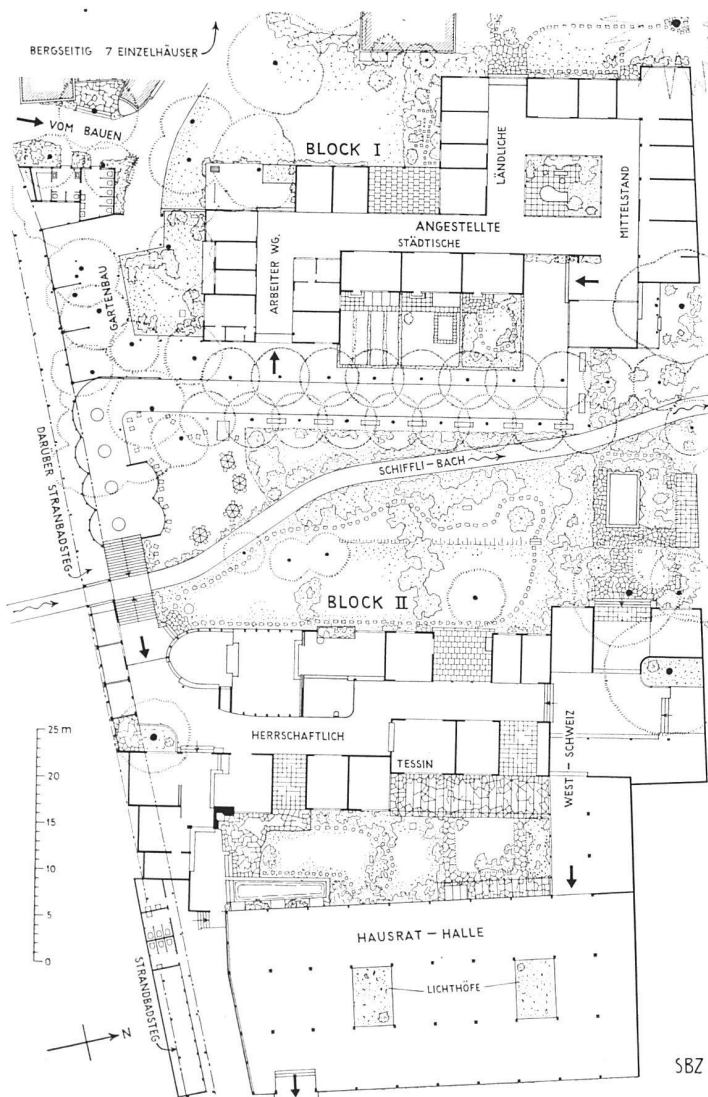 BERGSEITIG 7 EINZELHÄUSER
VOM BAUEN
BLOCK I
LÄNDLICHE
MITTELSTAND
ANGESTELLTE
STÄDTISCHE
ARBEITER WG.
GARTENBAU
DARÜBER STRANBADSTEG
SCHIFFLI-BACH
BLOCK II
HERRSCHAFTLICH
TESSIN
WEST-SCHWEIZ
25 m
20
15
10
5
0
HAUSRAT-HALLE
LICHTHÖFE
STRANDBADSTEG
N
SBZ